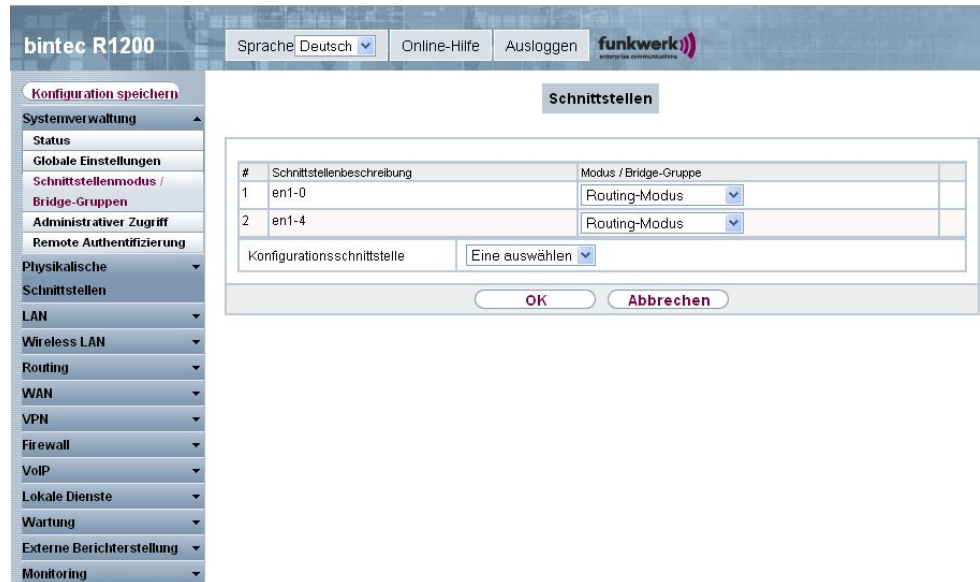 bintec R1200
Sprache Deutsch
Online-Hilfe
Ausloggen
funkwerk
enterprise communications
Konfiguration speichern
Systemverwaltung
Status
Globale Einstellungen
Schnittstellenmodus /
Bridge-Gruppen
Administrativer Zugriff
Remote Authentifizierung
Physikalische
Schnittstellen
LAN
Wireless LAN
Routing
WAN
VPN
Firewall
VoIP
Lokale Dienste
Wartung
Externe Berichterstellung
Monitoring
Schnittstellen
# Schnittstellenbeschreibung Modus / Bridge-Gruppe
1 en1-0 Routing-Modus
2 en1-4 Routing-Modus
Konfigurationsschnittstelle Eine auswählen
OK Abbrechen